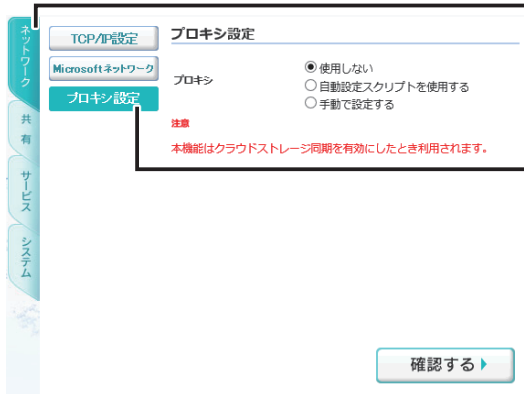 ネットワーク
共有
サービス
システム
TCP/IP設定
Microsoftネットワーク
プロキシ設定
プロキシ設定
プロキシ
使用しない
自動設定スクリプトを使用する
手動で設定する
注意
本機能はクラウドストレージ同期を有効にしたとき利用されます。
確認する